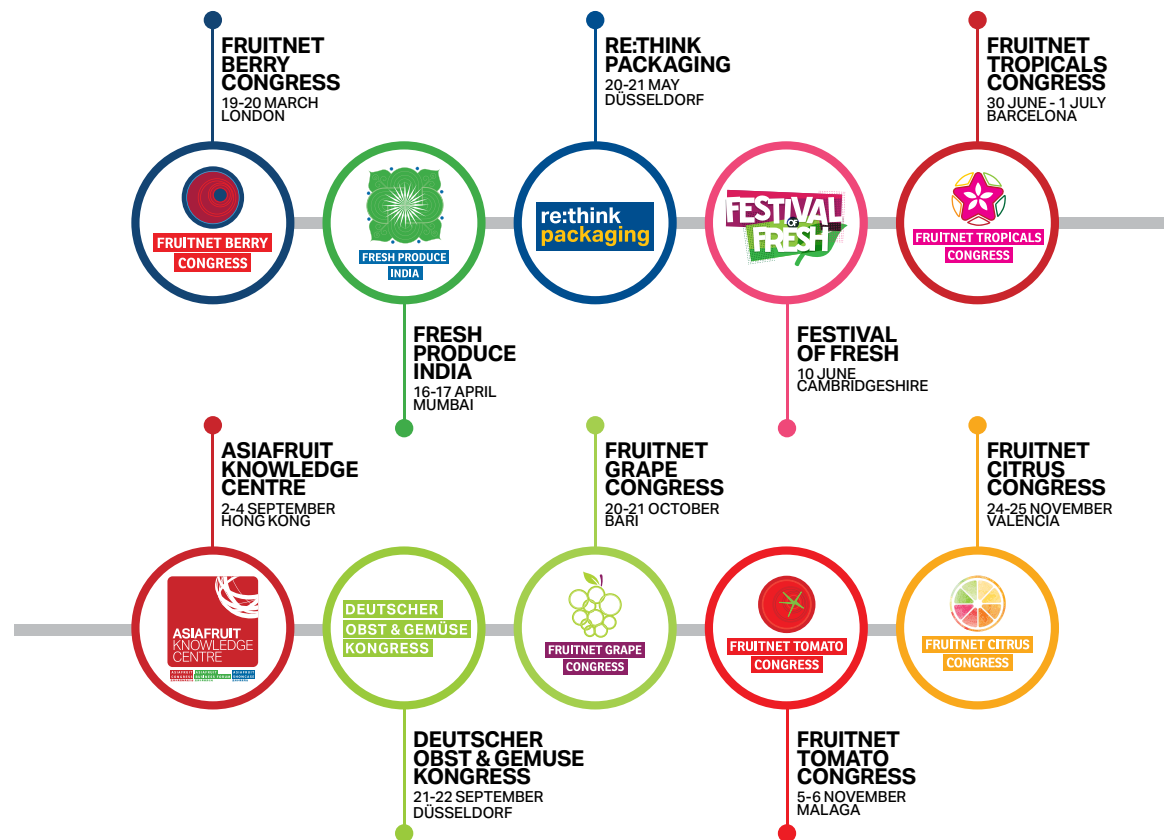 FRUITNET
BERRY
CONGRESS
19-20 MARCH
LONDON
RE:THINK
PACKAGING
20-21 MAY
DÜSSELDORF
FRUITNET
TROPICALS
CONGRESS
30 JUNE - 1 JULY
BARCELONA
FRUITNET BERRY
CONGRESS
FRESH PRODUCE
INDIA
re:think
packaging
FESTIVAL
OF
FRESH
FRUITNET TROPICALS
CONGRESS
FRESH
PRODUCE
INDIA
16-17 APRIL
MUMBAI
FESTIVAL
OF FRESH
10 JUNE
CAMBRIDGESHIRE
ASIAFRUIT
KNOWLEDGE
CENTRE
2-4 SEPTEMBER
HONG KONG
FRUITNET
GRAPE
CONGRESS
20-21 OCTOBER
BARI
FRUITNET
CITRUS
CONGRESS
24-25 NOVEMBER
VALENCIA
ASIAFRUIT
KNOWLEDGE
CENTRE
DEUTSCHER
OBST & GEMÜSE
KONGRESS
FRUITNET GRAPE
CONGRESS
FRUITNET TOMATO
CONGRESS
FRUITNET CITRUS
CONGRESS
DEUTSCHER
OBST & GEMUSE
KONGRESS
21-22 SEPTEMBER
DÜSSELDORF
FRUITNET
TOMATO
CONGRESS
5-6 NOVEMBER
MALAGA